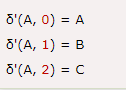 δ'(A, 0) = A
δ'(A, 1) = B
δ'(A, 2) = C